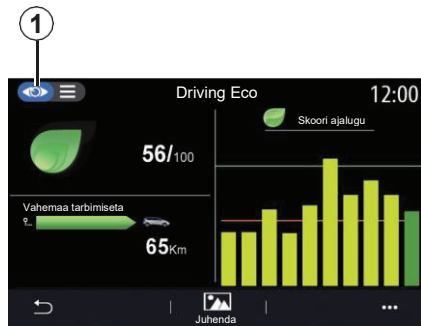 1
Driving Eco
12:00
Skoori ajalugu
56/100
Vahemaa tarbimiseta
65Km
Juhenda